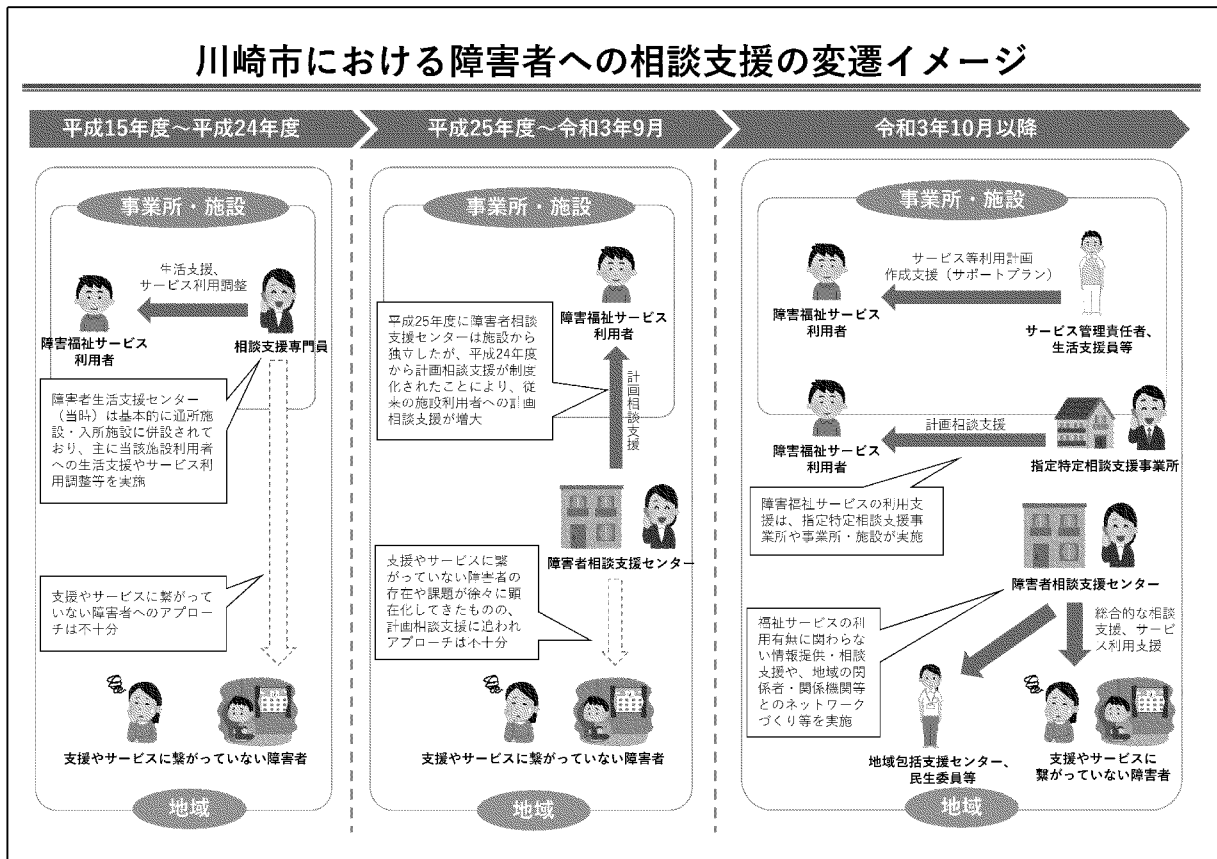 川崎市における障害者への相談支援の変遷イメージ
平成15年度～平成24年度
事業所・施設
生活支援、
サービス利用調整
障害福祉サービス
利用者
相談支援専門員
障害者生活支援センター
（当時）は基本的に通所施
設・入所施設に併設されて
おり、主に当該施設利用者
への生活支援やサービス利
用調整等を実施
支援やサービスに繋がって
いない障害者へのアプロー
チは不十分
支援やサービスに繋がっていない障害者
地域
平成25年度～令和3年9月
事業所・施設
障害福祉サービス
利用者
平成25年度に障害者相談
支援センターは施設から
独立したが、平成24年度
から計画相談支援が制度
化されたことにより、従
来の施設利用者への計画
相談支援が増大
計画相談支援
障害者相談支援センター
支援やサービスに繋
がっていない障害者の
存在や課題が徐々に顕
在化してきたものの、
計画相談支援に追われ
アプローチは不十分
支援やサービスに繋がっていない障害者
地域
令和3年10月以降
事業所・施設
サービス等利用計画
作成支援（サポートプラン）
障害福祉サービス
利用者
サービス管理責任者、
生活支援員等
計画相談支援
障害福祉サービス
利用者
指定特定相談支援事業所
障害福祉サービスの利用支
援は、指定特定相談支援事
業所や事業所・施設が実施
障害者相談支援センター
総合的な相談
支援、サービ
ス利用支援
福祉サービスの利
用有無に関わらな
い情報提供・相談
支援や、地域の関
係者・関係機関等
とのネットワーク
づくり等を実施
地域包括支援センター、
民生委員等
支援やサービスに
繋がっていない障害者
地域